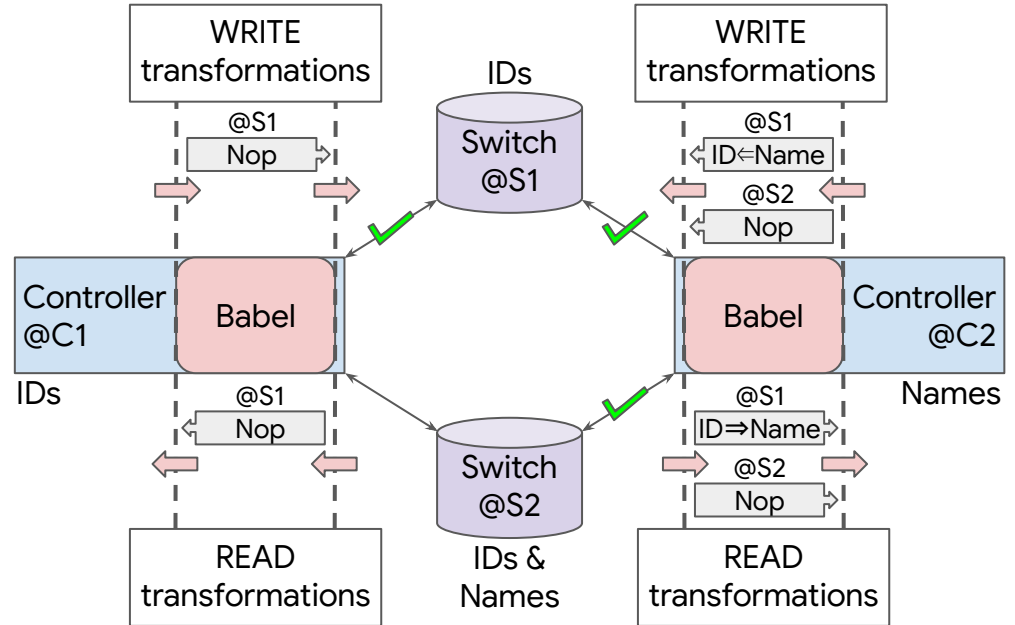 WRITE
transformations
@S1
Nop
IDs
Switch
@S1
WRITE
transformations
@S1
ID⇐Name
@S2
Nop
Controller
@C1
Babel
IDs
Babel
Controller
@C2
Names
@S1
Nop
READ
transformations
Switch
@S2
IDs &
Names
@S1
ID⇒Name
@S2
Nop
READ
transformations